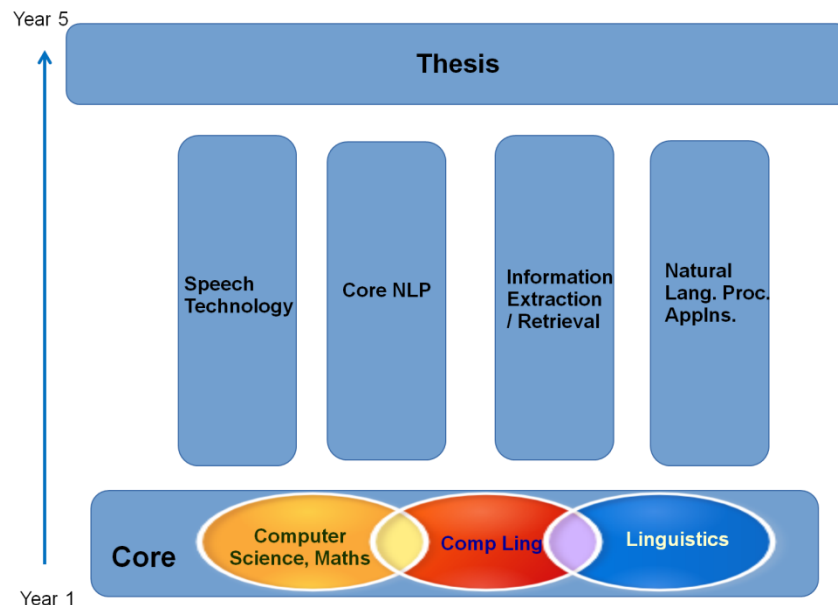 Year 5
Thesis
Speech
Technology
Core NLP
Information
Extraction
/ Retrieval
Natural
Lang. Proc.
Applns.
Core
Computer
Science, Maths
Comp Ling
Linguistics
Year 1